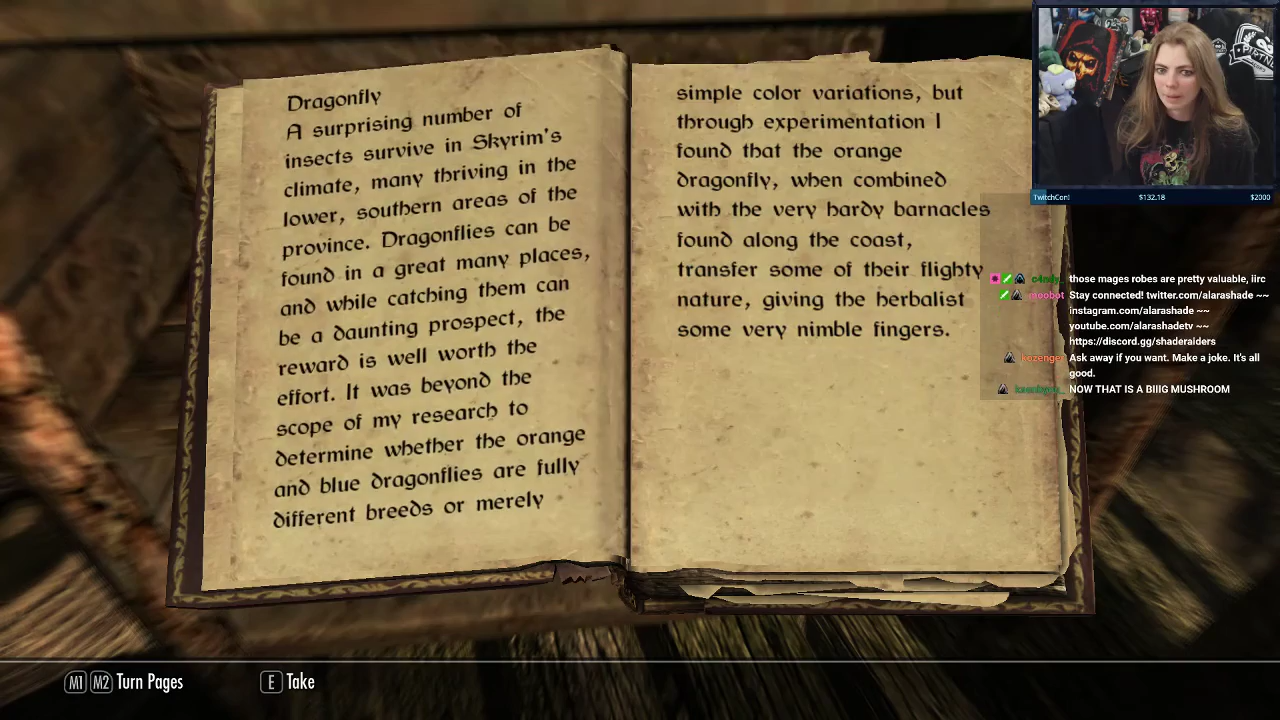 Dragonfly
A surprising number of
insects survive in Skyrim's
climate, many thriving in the
lower, southern areas of the
province. Dragonflies can be
found in a great many places,
and while catching them can
be a daunting prospect, the
reward is well worth the
effort. It was beyond the
scope of my research to
determine whether the orange
and blue dragonflies are fully
different breeds or merely
simple color variations, but
through experimentation I
found that the orange
dragonfly, when combined
with the very hardy barnacles
found along the coast,
transfer some of their flighty
nature, giving the herbalist
some very nimble fingers.
TwitchCon! $132.18 $2000
those mages robes are pretty valuable, iirc
moobot Stay connected! twitter.com/alarashade ~~
instagram.com/alarashade ~~
youtube.com/alarashadetv ~~
https://discord.gg/shaderaiders
Ask away if you want. Make a joke. It's all
good.
NOW THAT IS A BIIIG MUSHROOM
M1 M2 Turn Pages
E Take